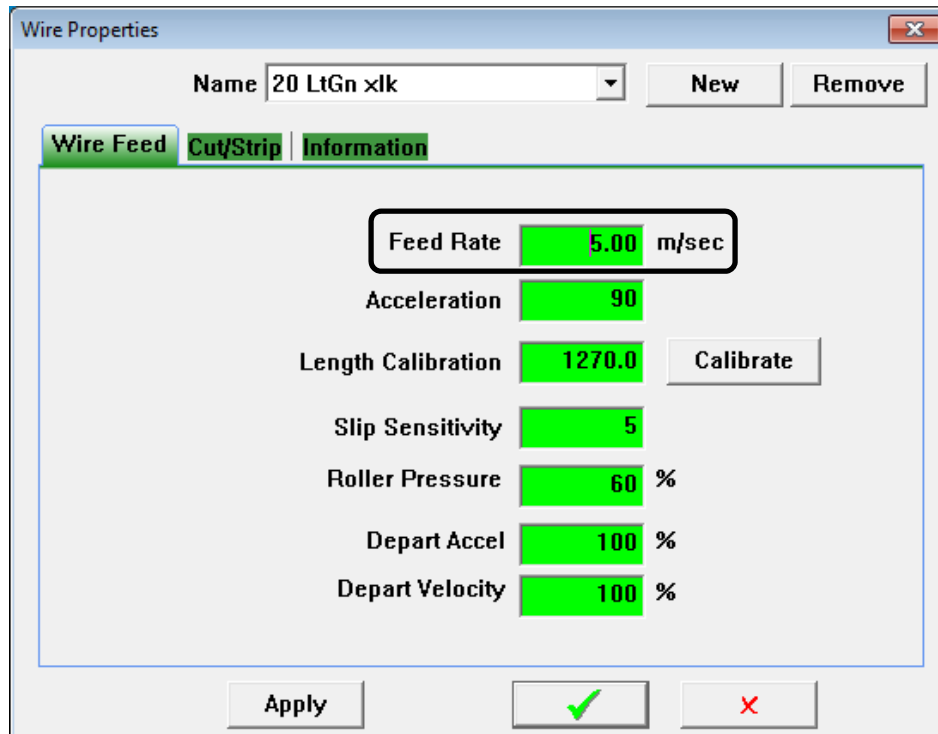 Wire Properties
Name 20 LtGn xlk New Remove
Wire Feed Cut/Strip Information
Feed Rate 5.00 m/sec
Acceleration 90
Length Calibration 1270.0 Calibrate
Slip Sensitivity 5
Roller Pressure 60 %
Depart Accel 100 %
Depart Velocity 100 %
Apply